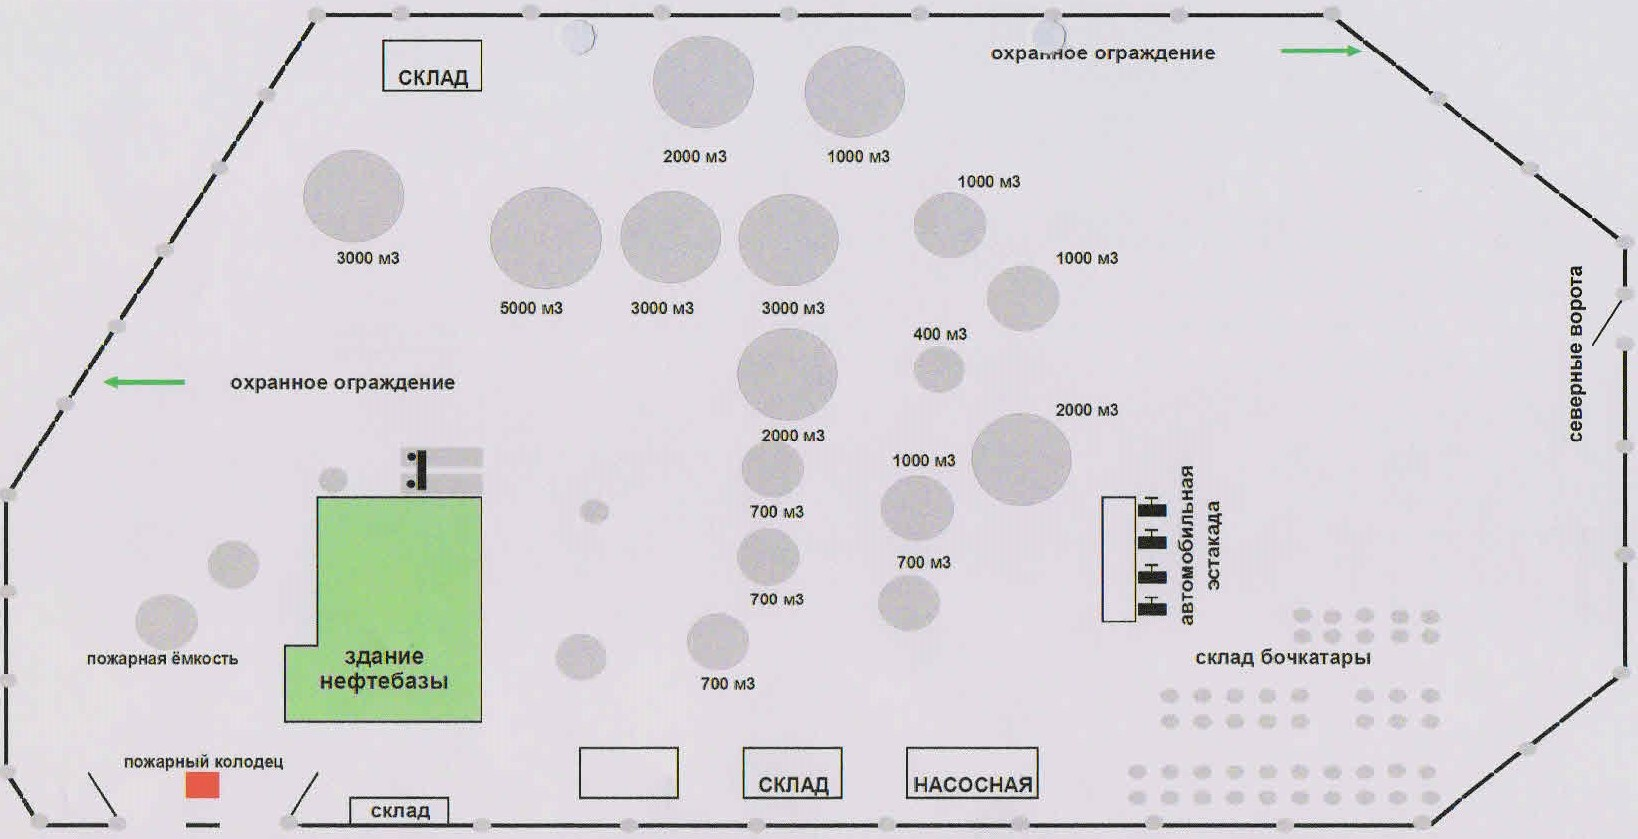 охранное ограждение
СКЛАД
2000 м3
1000 м3
1000 м3
3000 м3
1000 м3
5000 м3
3000 м3
3000 м3
северные ворота
400 м3
охранное ограждение
2000 м3
2000 м3
1000 м3
700 м3
автомобильная
эстакада
700 м3
700 м3
пожарная ёмкость
здание
нефтебазы
склад бочкатары
700 м3
пожарный колодец
СКЛАД
НАСОСНАЯ
склад